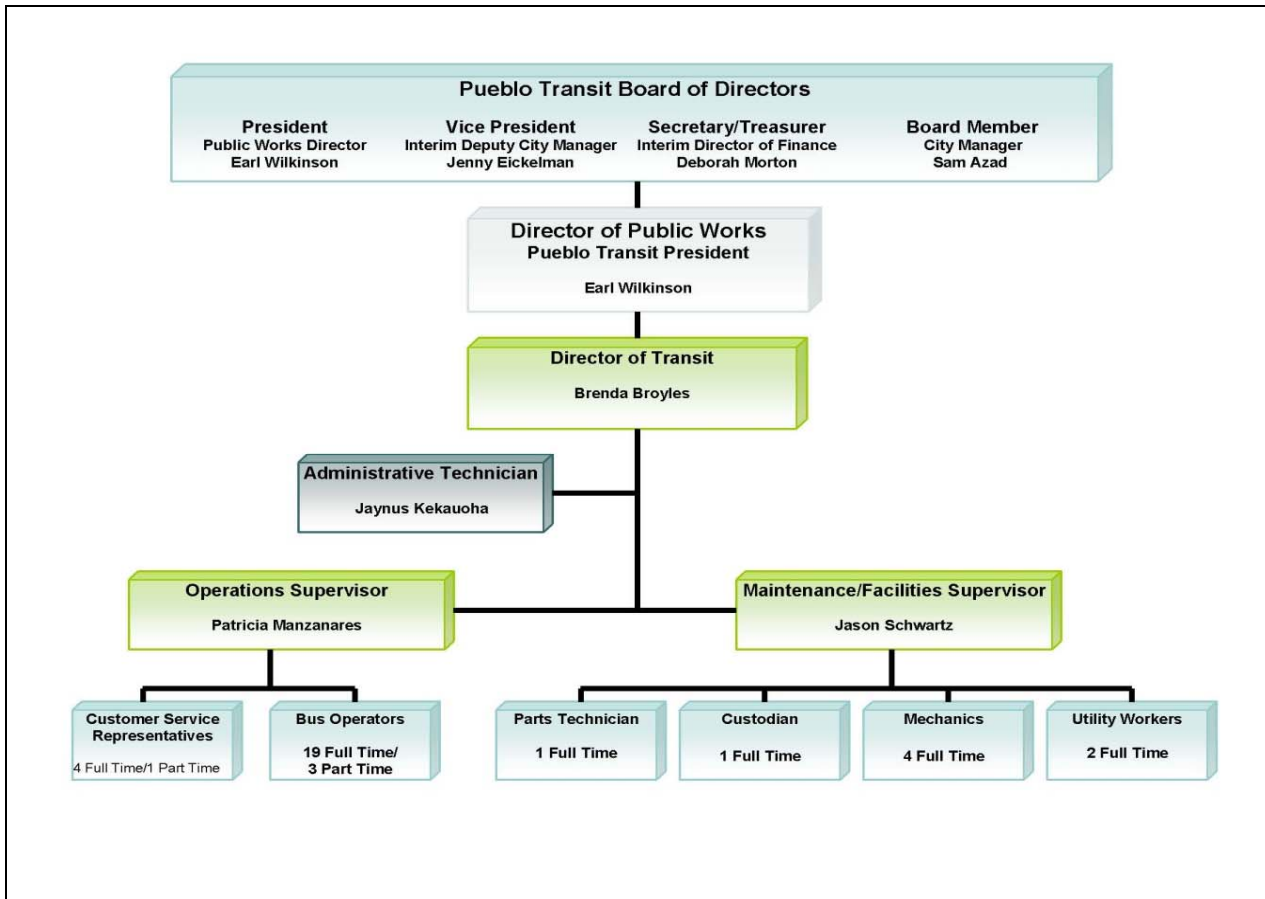 Pueblo Transit Board of Directors
President
Public Works Director
Earl Wilkinson
Vice President
Interim Deputy City Manager
Jenny Eickelman
Secretary/Treasurer
Interim Director of Finance
Deborah Morton
Board Member
City Manager
Sam Azad
Director of Public Works
Pueblo Transit President
Earl Wilkinson
Director of Transit
Brenda Broyles
Administrative Technician
Jaynus Kekauoha
Operations Supervisor
Patricia Manzanares
Maintenance/Facilities Supervisor
Jason Schwartz
Customer Service
Representatives
4 Full Time/1 Part Time
Bus Operators
19 Full Time/
3 Part Time
Parts Technician
1 Full Time
Custodian
1 Full Time
Mechanics
4 Full Time
Utility Workers
2 Full Time